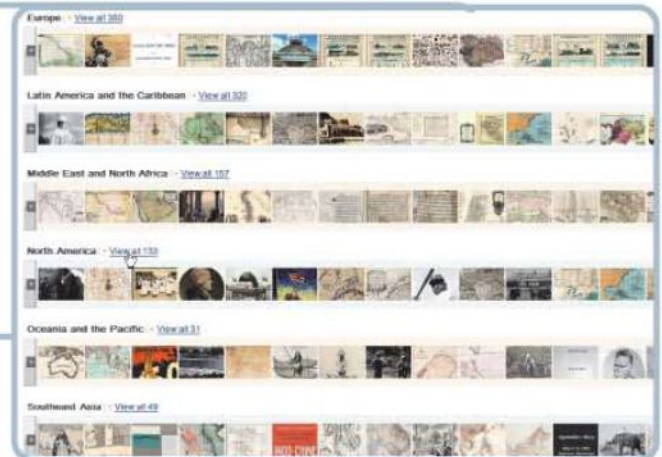 Europe - View all 380
Latin America and the Caribbean - View all 320
Middle East and North Africa - View all 157
North America - View all 133
Oceania and the Pacific - View all 31
Southeast Asia - View all 49